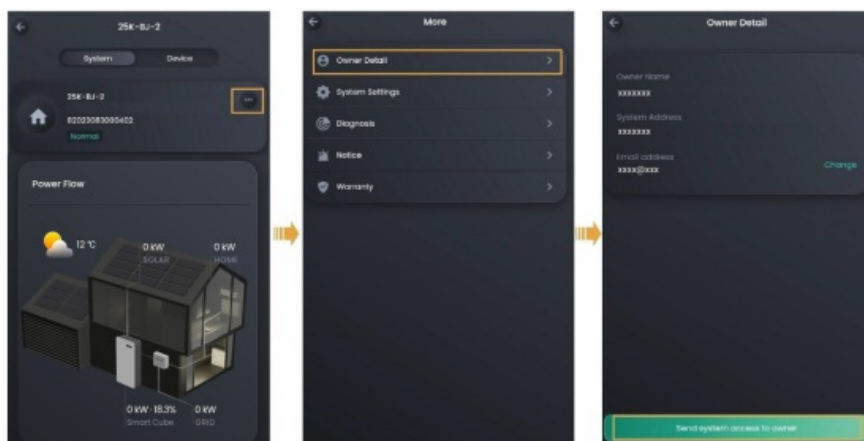 25K-BJ-2
System Device
25K-BJ-2
02023083000402
Normal
Power Flow
12 °C
0 kW
SOLAR
0 kW
HOME
0 kW · 18.3%
Smart Cube
0 kW
GRID
More
Owner Detail
System Settings
Diagnosis
Notice
Warranty
Owner Detail
Owner Name
xxxxxxx
System Address
xxxxxxx
Email address
xxxx@xxx
Change
Send system access to owner